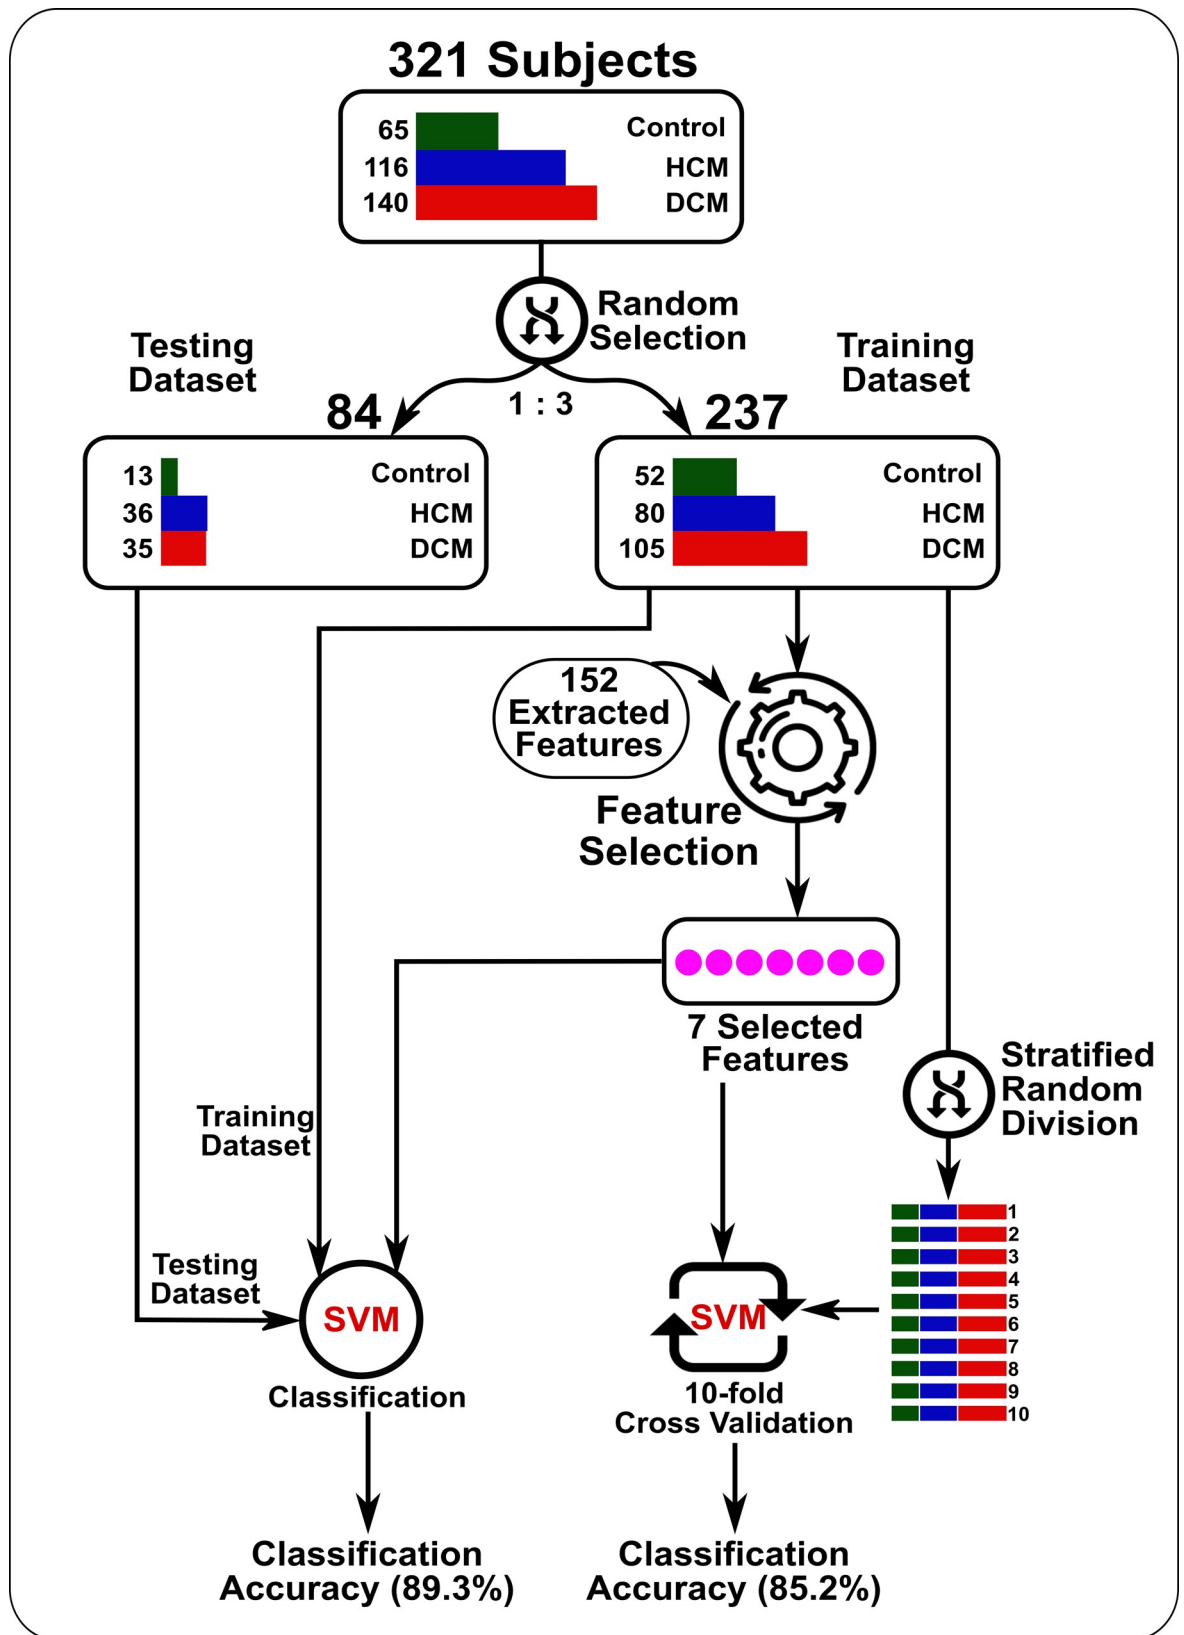 321 Subjects
65 Control
116 HCM
140 DCM
Random
Selection
1 : 3
Testing
Dataset
84
13 Control
36 HCM
35 DCM
Training
Dataset
237
52 Control
80 HCM
105 DCM
152
Extracted
Features
Feature
Selection
7 Selected
Features
Stratified
Random
Division
1
2
3
4
5
6
7
8
9
10
Training
Dataset
Testing
Dataset
SVM
Classification
SVM
10-fold
Cross Validation
Classification
Accuracy (89.3%)
Classification
Accuracy (85.2%)